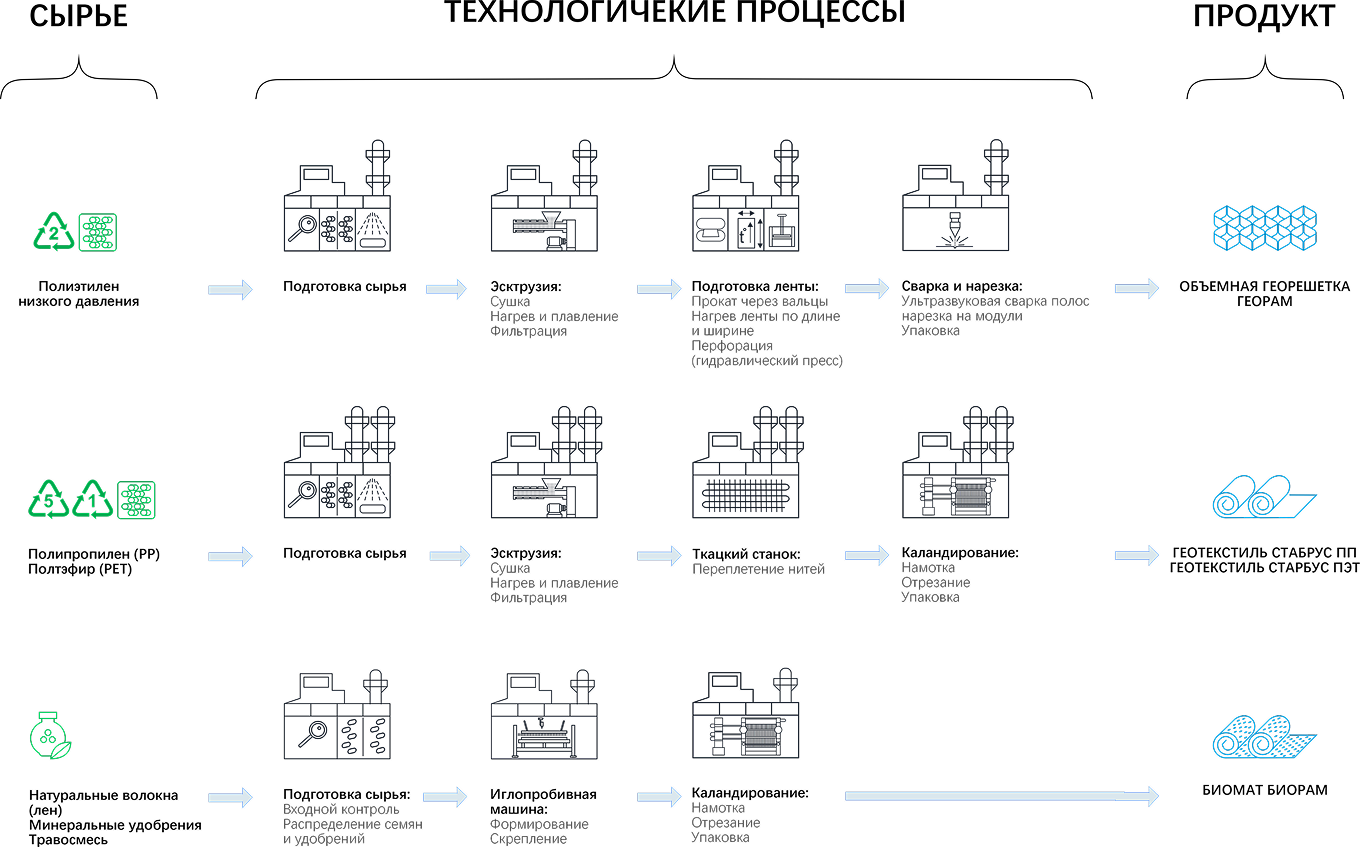 СЫРЬЕ
ТЕХНОЛОГИЧЕКИЕ ПРОЦЕССЫ
ПРОДУКТ
2
Полиэтилен
низкого давления
Подготовка сырья
Эсктрузия:
Сушка
Нагрев и плавление
Фильтрация
Подготовка ленты:
Прокат через вальцы
Нагрев ленты по длине
и ширине
Перфорация
(гидравлический пресс)
t°
Сварка и нарезка:
Ультразвуковая сварка полос
нарезка на модули
Упаковка
ОБЪЕМНАЯ ГЕОРЕШЕТКА
ГЕОРАМ
5
1
Полипропилен (PP)
Полтэфир (PET)
Подготовка сырья
Эсктрузия:
Сушка
Нагрев и плавление
Фильтрация
Ткацкий станок:
Переплетение нитей
Каландирование:
Намотка
Отрезание
Упаковка
ГЕОТЕКСТИЛЬ СТАБРУС ПП
ГЕОТЕКСТИЛЬ СТАРБУС ПЭТ
Натуральные волокна
(лен)
Минеральные удобрения
Травосмесь
Подготовка сырья:
Входной контроль
Распределение семян
и удобрений
Иглопробивная
машина:
Формирование
Скрепление
Каландирование:
Намотка
Отрезание
Упаковка
БИОМАТ БИОРАМ